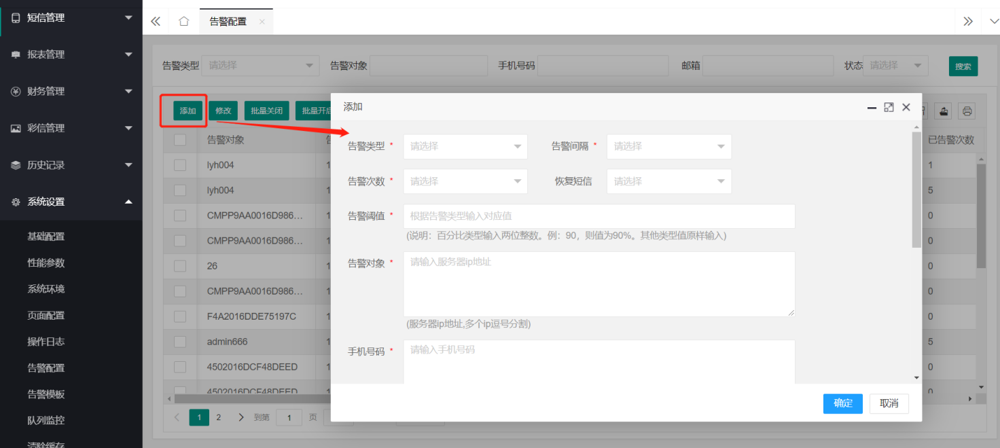 短信管理
报表管理
财务管理
彩信管理
历史记录
系统设置
基础配置
性能参数
系统环境
页面配置
操作日志
告警配置
告警模板
队列监控
清除缓存
告警配置
告警类型 请选择 告警对象 手机号码 邮箱 状态 请选择 搜索
添加 修改 批量关闭 批量开启
告警对象 已告警次数
lyh004 1
lyh004 5
CMPP9AA0016D986... 0
CMPP9AA0016D986... 0
26 0
CMPP9AA0016D986... 0
F4A2016DDE75197C 0
admin666 5
4502016DCF48DEED 0
4502016DCF48DEED 0
1 2 到第 1 页
添加
告警类型 * 请选择 告警间隔 * 请选择
告警次数 * 请选择 恢复短信 请选择
告警阈值 * 根据告警类型输入对应值
(说明：百分比类型输入两位整数。例：90，则值为90%。其他类型值原样输入)
告警对象 * 请输入服务器ip地址
(服务器ip地址,多个ip逗号分割)
手机号码 * 请输入手机号码
确定 取消